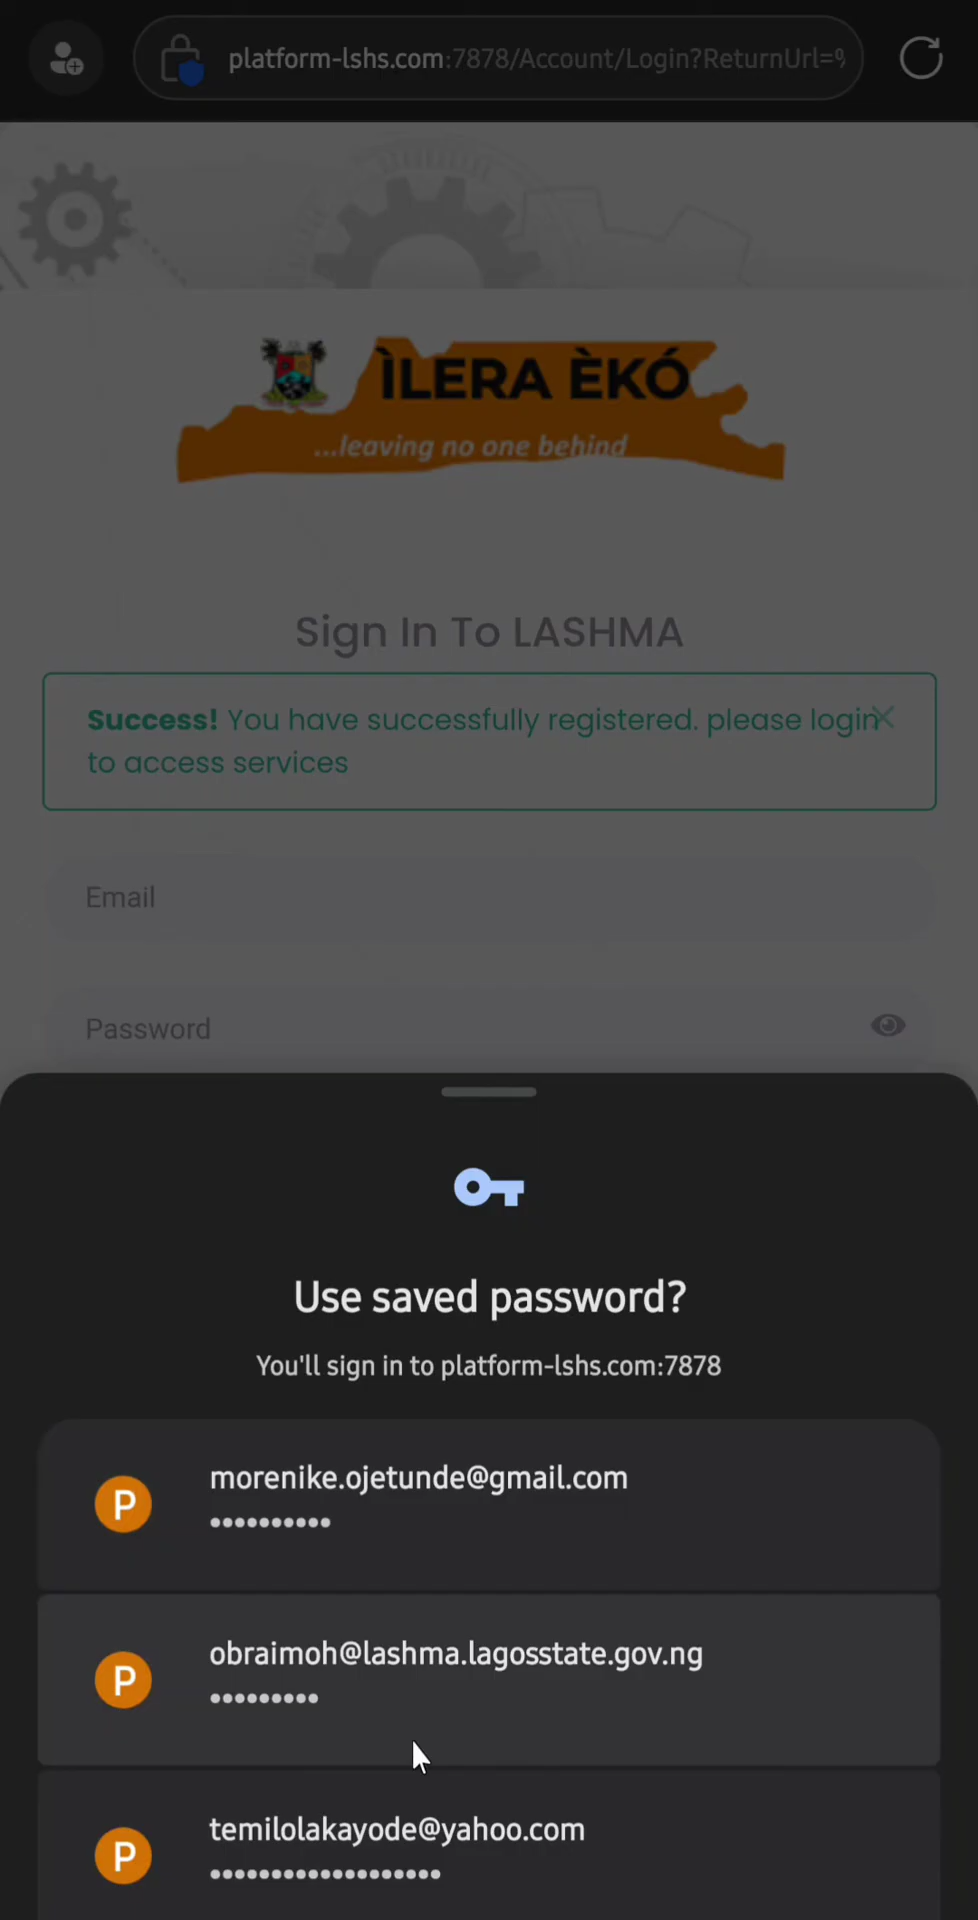 platform-lshs.com:7878/Account/Login?ReturnUrl=%
ÌLERA ÈKÓ
...leaving no one behind
Sign In To LASHMA
Success! You have successfully registered. please login
to access services
Email
Password
Use saved password?
You'll sign in to platform-lshs.com:7878
morenike.ojetunde@gmail.com
••••••••••
P
obraimoh@lashma.lagosstate.gov.ng
•••••••••
P
temilolakayode@yahoo.com
•••••••••••••••••••
P